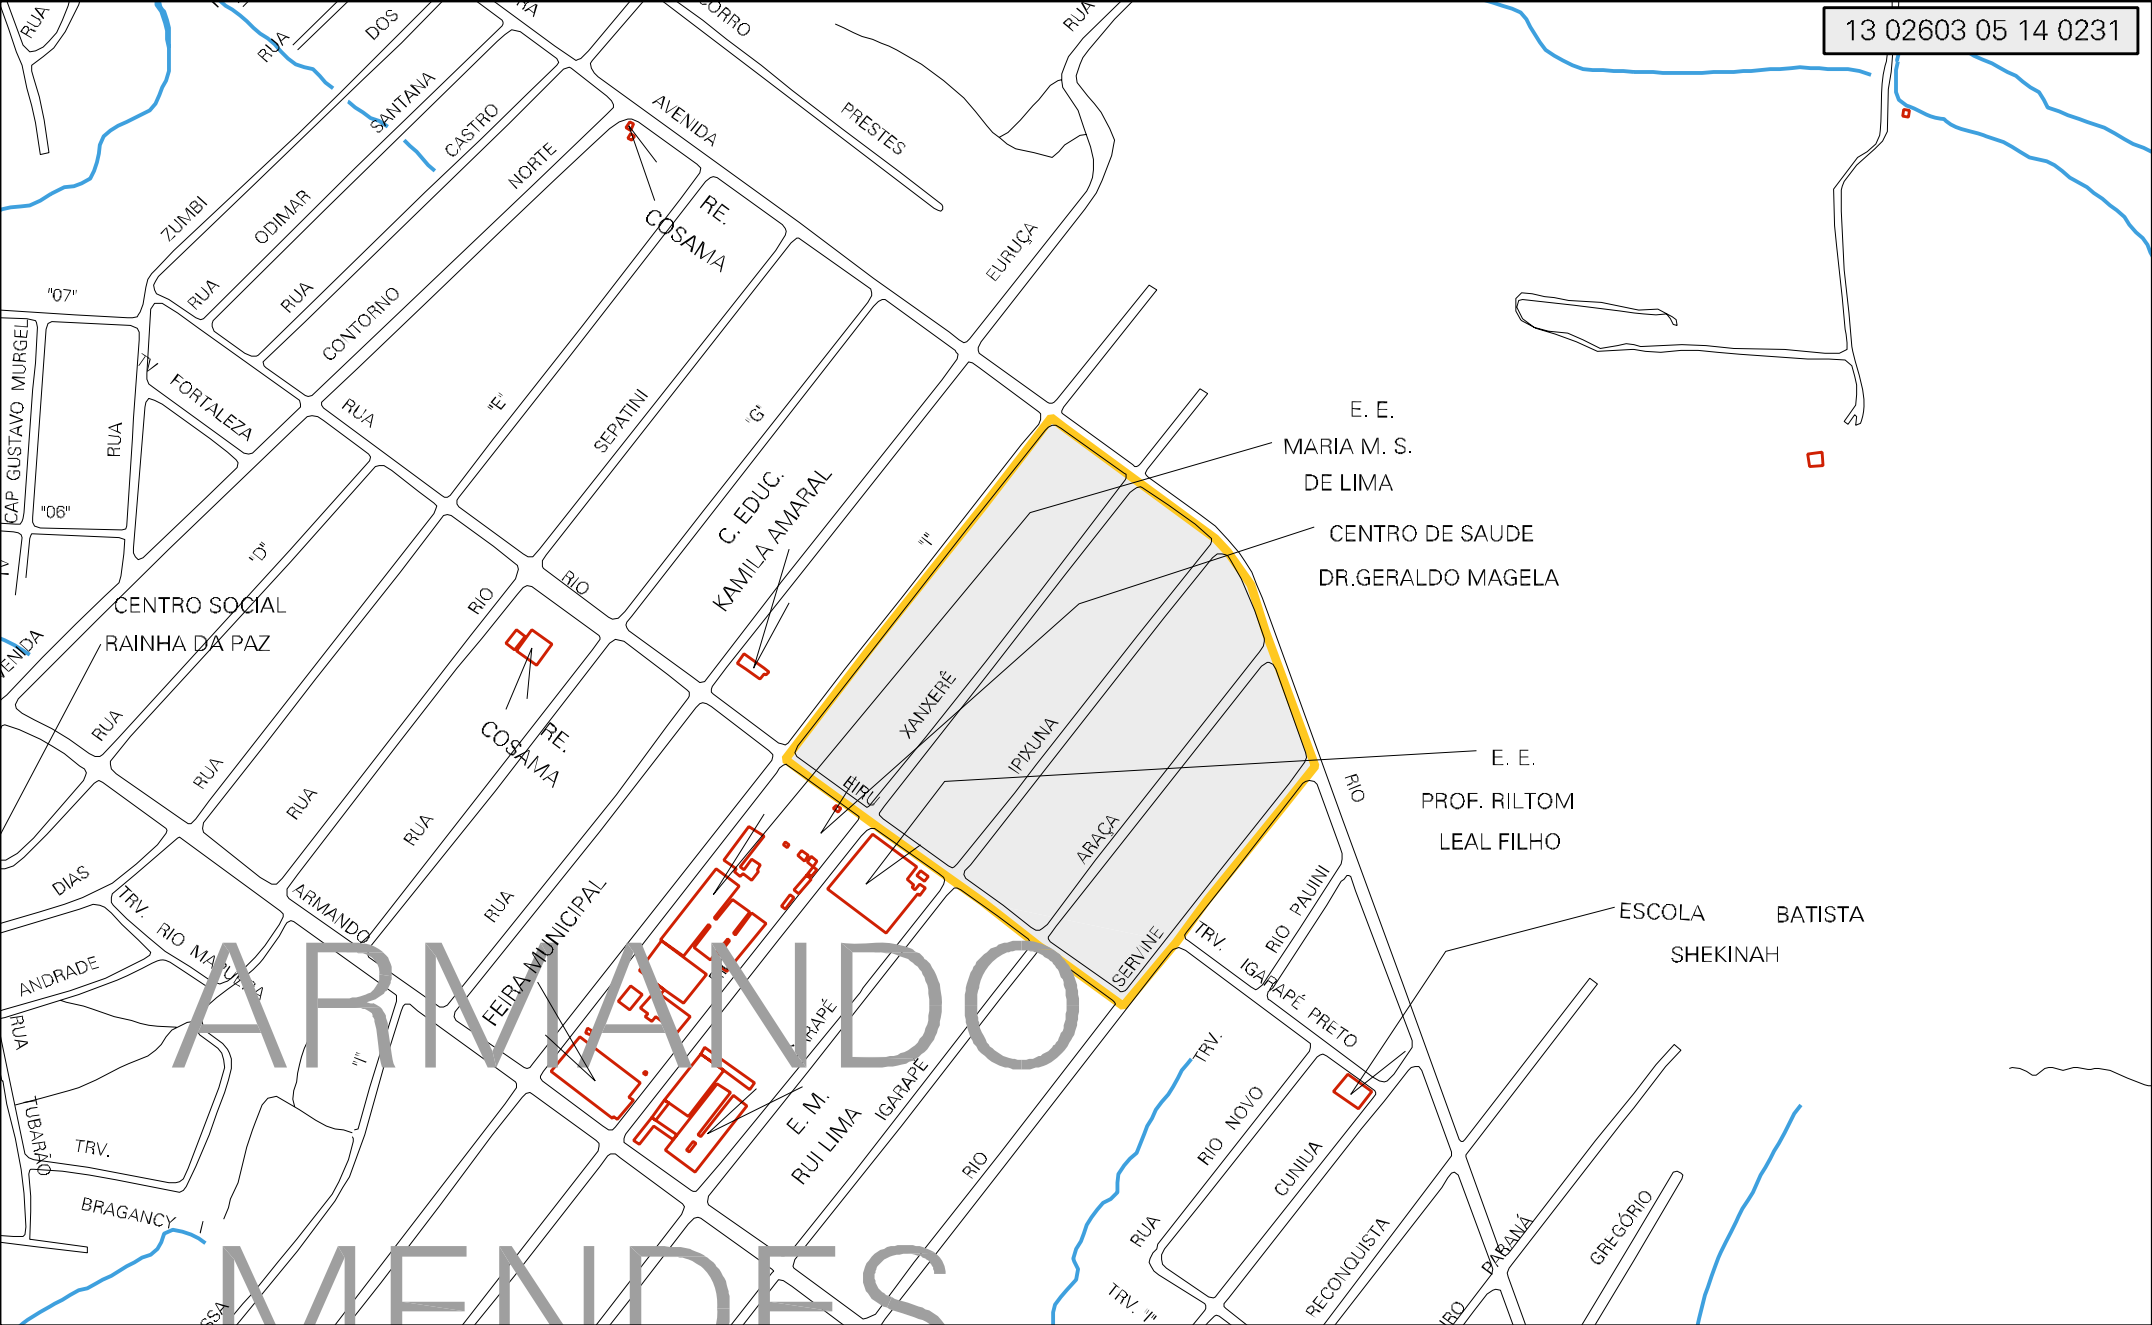 13 02603 05 14 0231
RUA
DOS
RUA
RUA
SANTANA
CASTRO
NORTE
AVENIDA
PRESTES
ZUMBI
ODIMAR
RE.
COSAMA
EURUÇA
"07"
RUA
RUA
CONTORNO
CAP GUSTAVO MURGEL
TV
FORTALEZA
RUA
RUA
"E"
SEPATINI
"G"
E. E.
MARIA M. S.
DE LIMA
C. EDUC.
KAMILA AMARAL
"06"
"D"
"I"
CENTRO DE SAUDE
DR.GERALDO MAGELA
RIO
RIO
CENTRO SOCIAL
RAINHA DA PAZ
RUA
RUA
RUA
RUA
RUA
RE.
COSAMA
XANXERÊ
IPIXUNA
ARAÇA
EIRU
SERVINE
RIO
E. E.
PROF. RILTOM
LEAL FILHO
DIAS
TRV.
RIO MAPUERA
ARMANDO
ANDRADE
FEIRA MUNICIPAL
RIO PAUINI
TRV.
IGARAPÉ PRETO
ESCOLA BATISTA
SHEKINAH
ARMANDO
MENDES
RUA
TUBARÃO
TRV.
BRAGANCY
"L"
E. M.
RUI LIMA
IGARAPE
RIO
TRV.
RIO NOVO
RUA
CUNIUA
RECONQUISTA
PARANÁ
GREGÓRIO
TRV. "I"